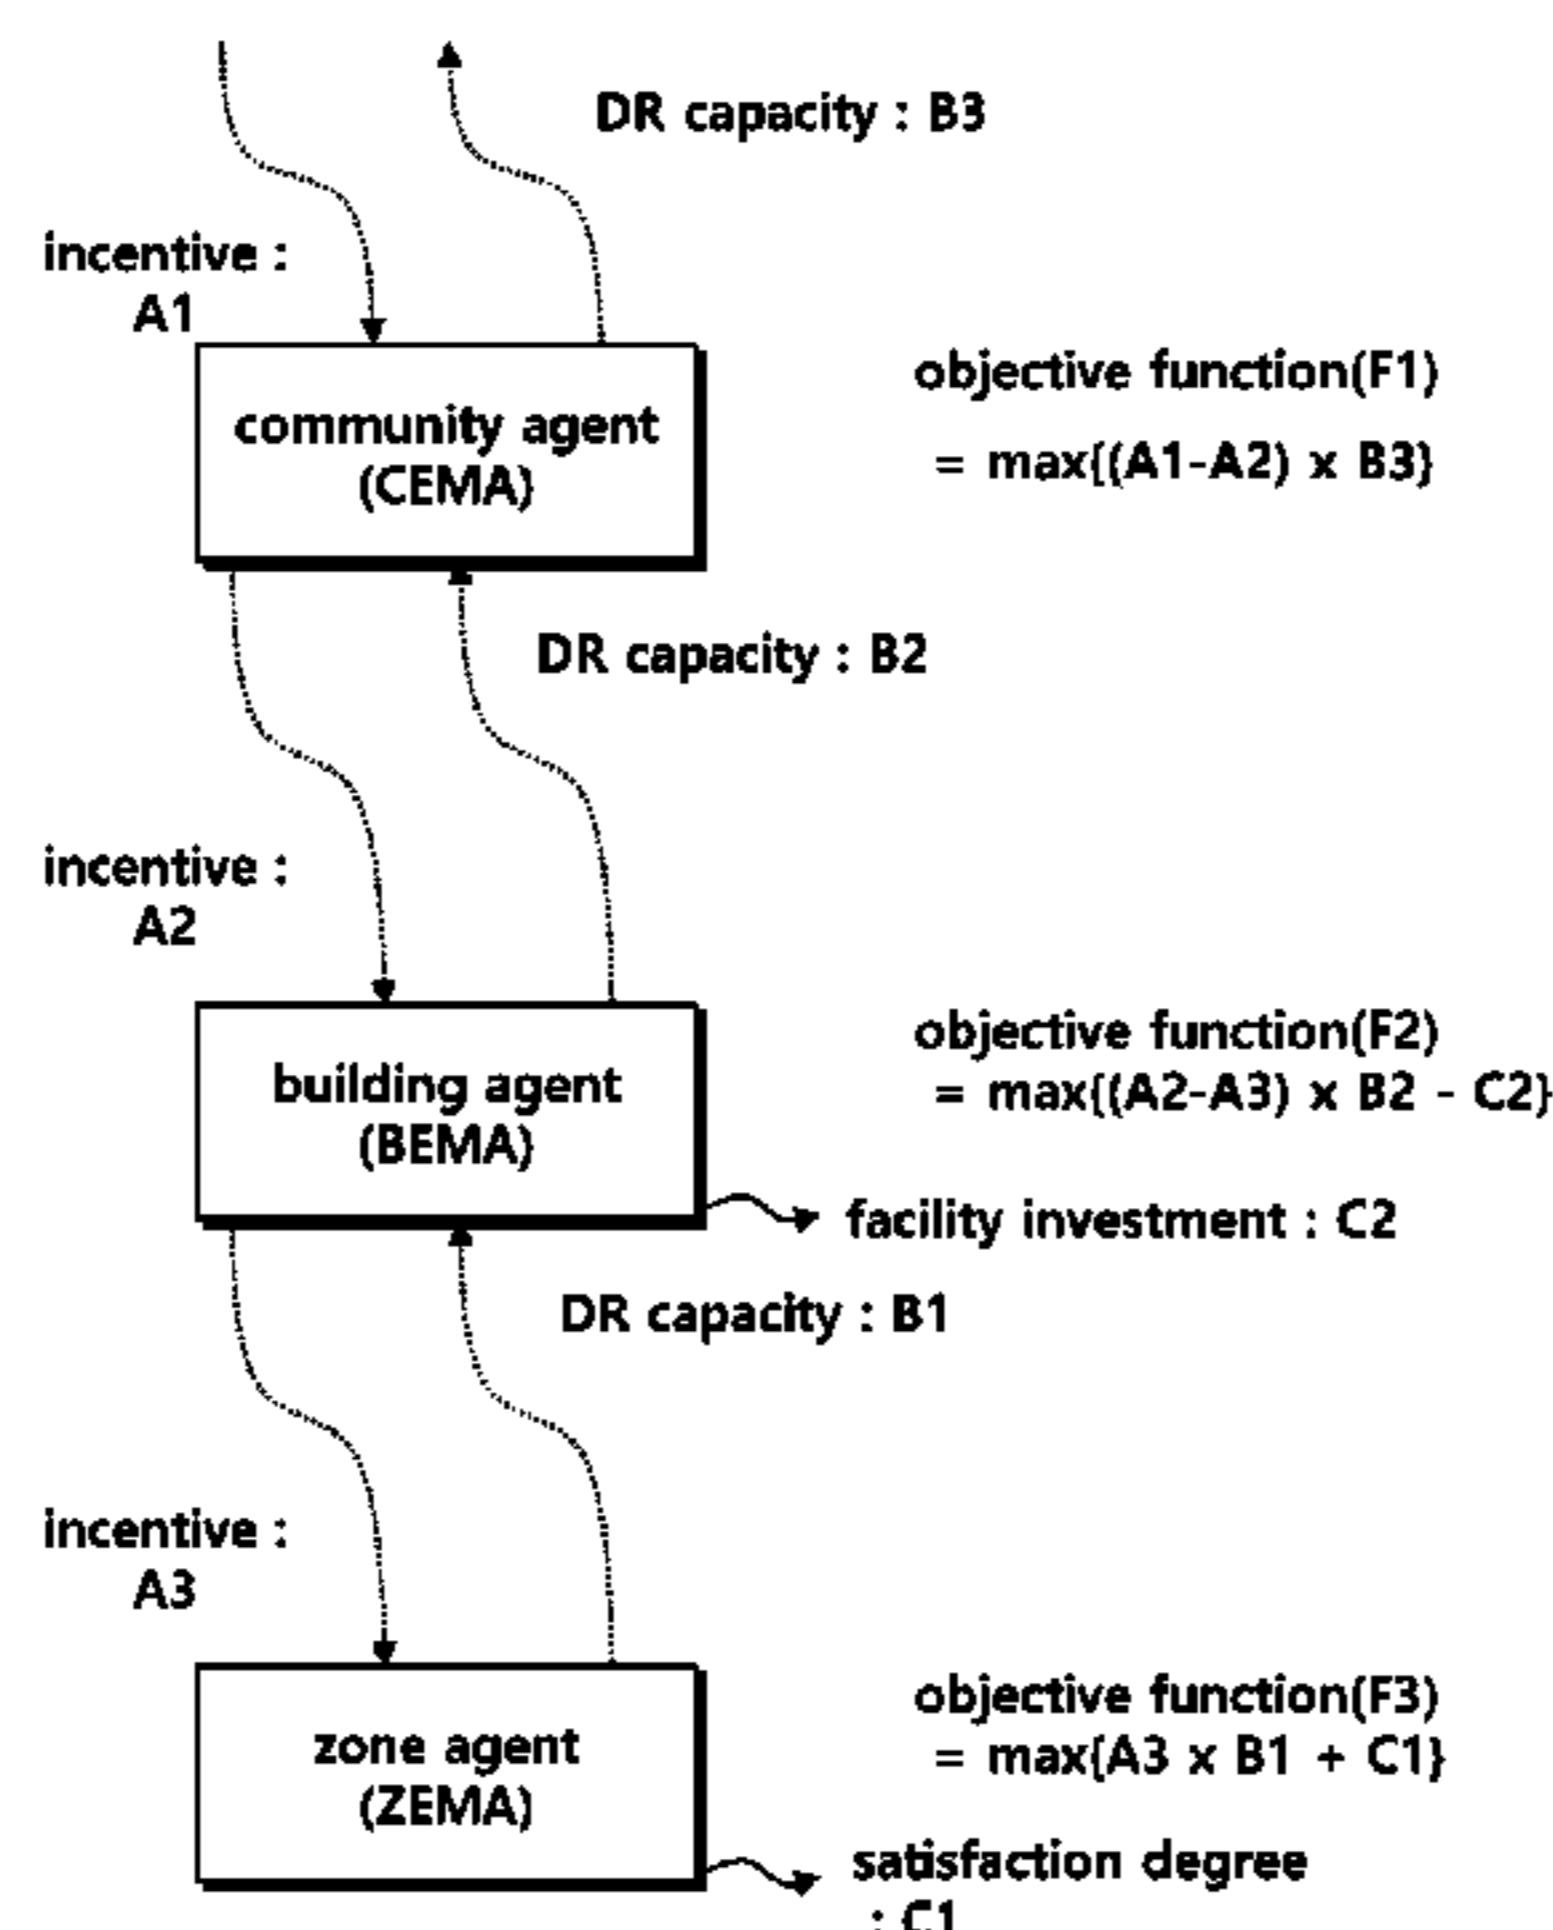 DR capacity : B3
incentive :
A1
community agent
(CEMA)
objective function(F1)
= max{(A1-A2) x B3}
DR capacity : B2
incentive :
A2
building agent
(BEMA)
objective function(F2)
= max{(A2-A3) x B2 - C2}
facility investment : C2
DR capacity : B1
incentive :
A3
zone agent
(ZEMA)
objective function(F3)
= max{A3 x B1 + C1}
satisfaction degree
: C1